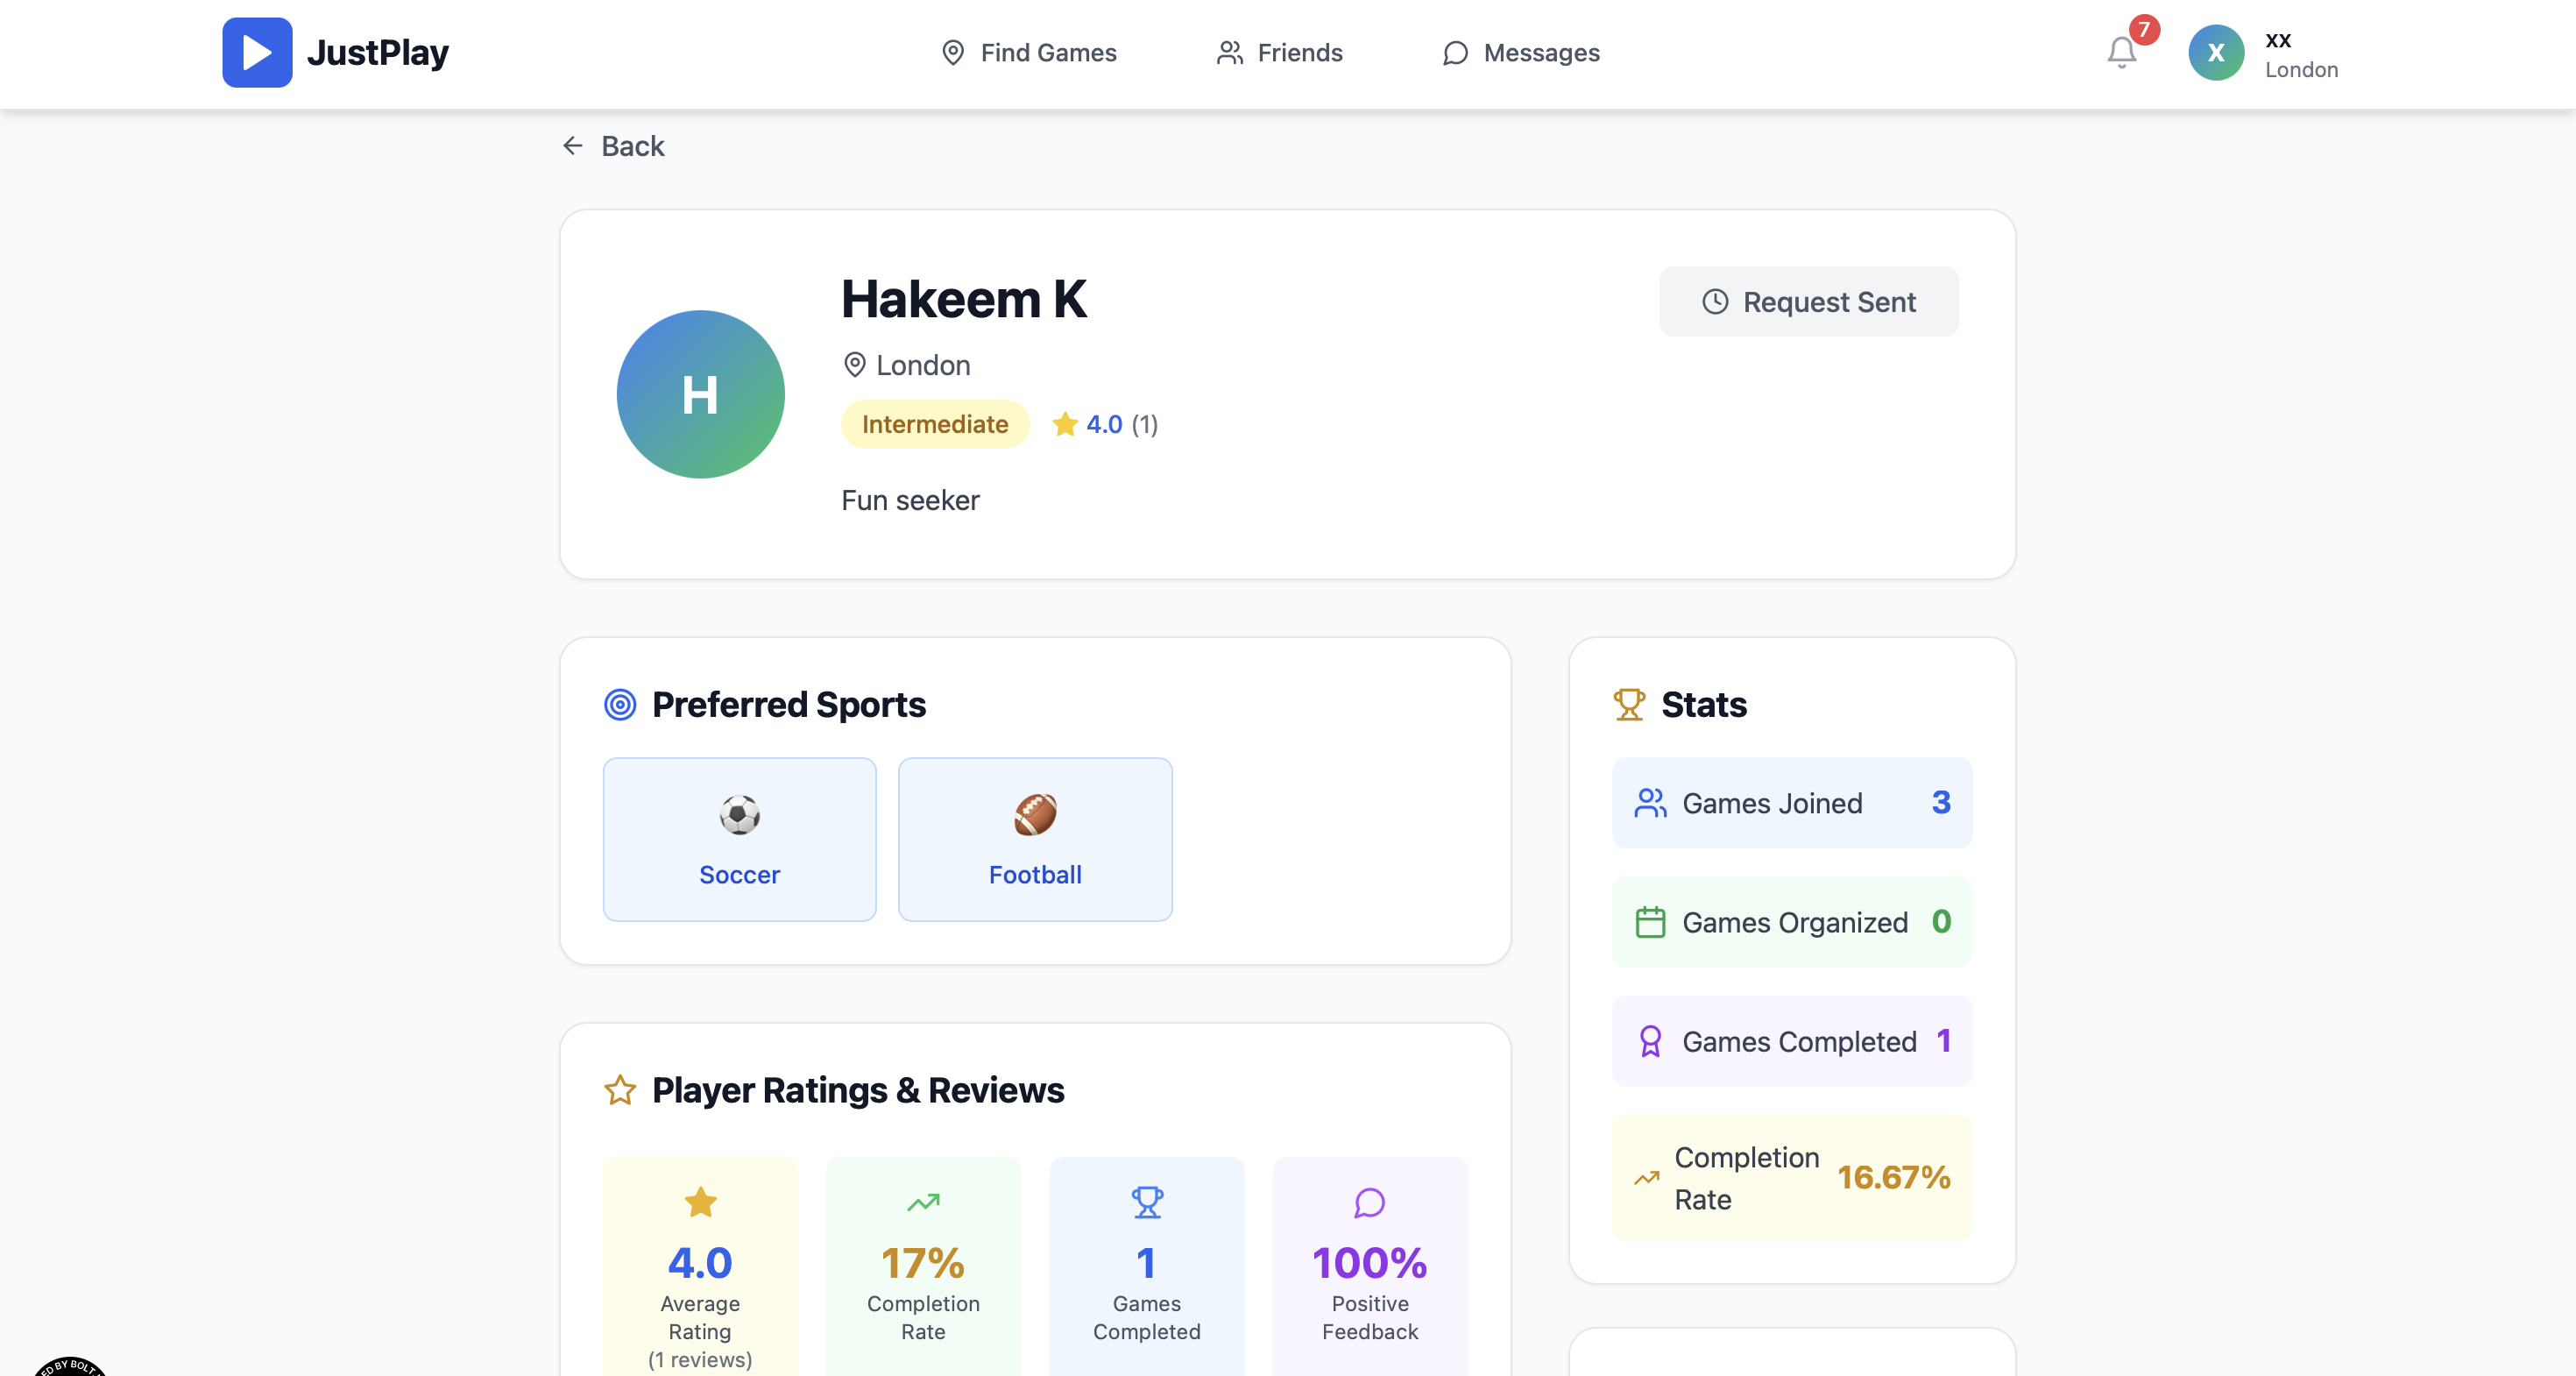 JustPlay
Find Games
Friends
Messages
7
X
xx
London
Back
H
Hakeem K
London
Intermediate
4.0 (1)
Fun seeker
Request Sent
Preferred Sports
Soccer
Football
Player Ratings & Reviews
4.0
Average
Rating
(1 reviews)
17%
Completion
Rate
1
Games
Completed
100%
Positive
Feedback
Stats
Games Joined 3
Games Organized 0
Games Completed 1
Completion
Rate
16.67%
BY BOLT